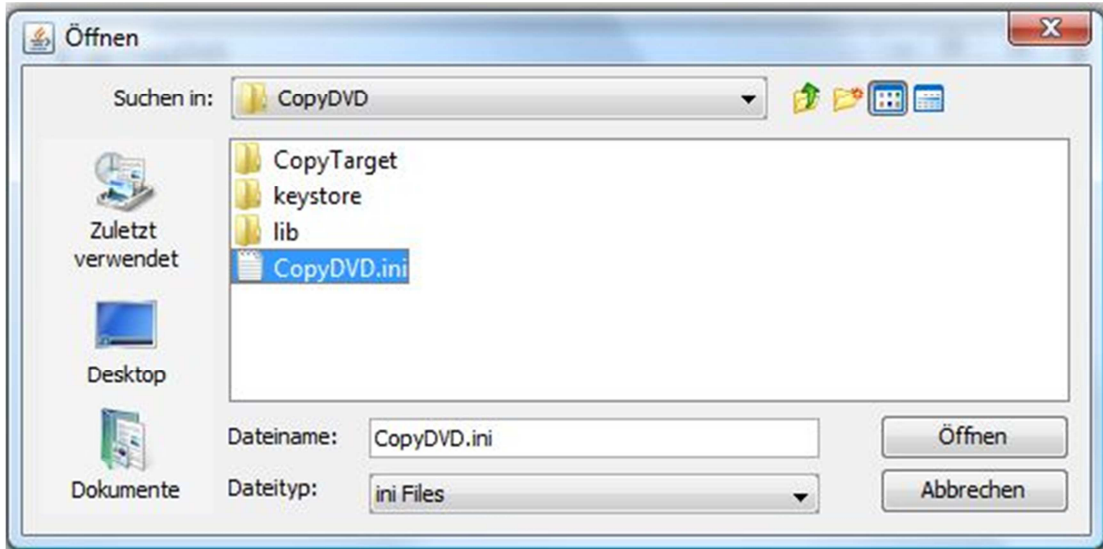 Öffnen
Suchen in: CopyDVD
CopyTarget
keystore
lib
CopyDVD.ini
Zuletzt
verwendet
Desktop
Dokumente
Dateiname: CopyDVD.ini Öffnen
Dateityp: ini Files Abbrechen